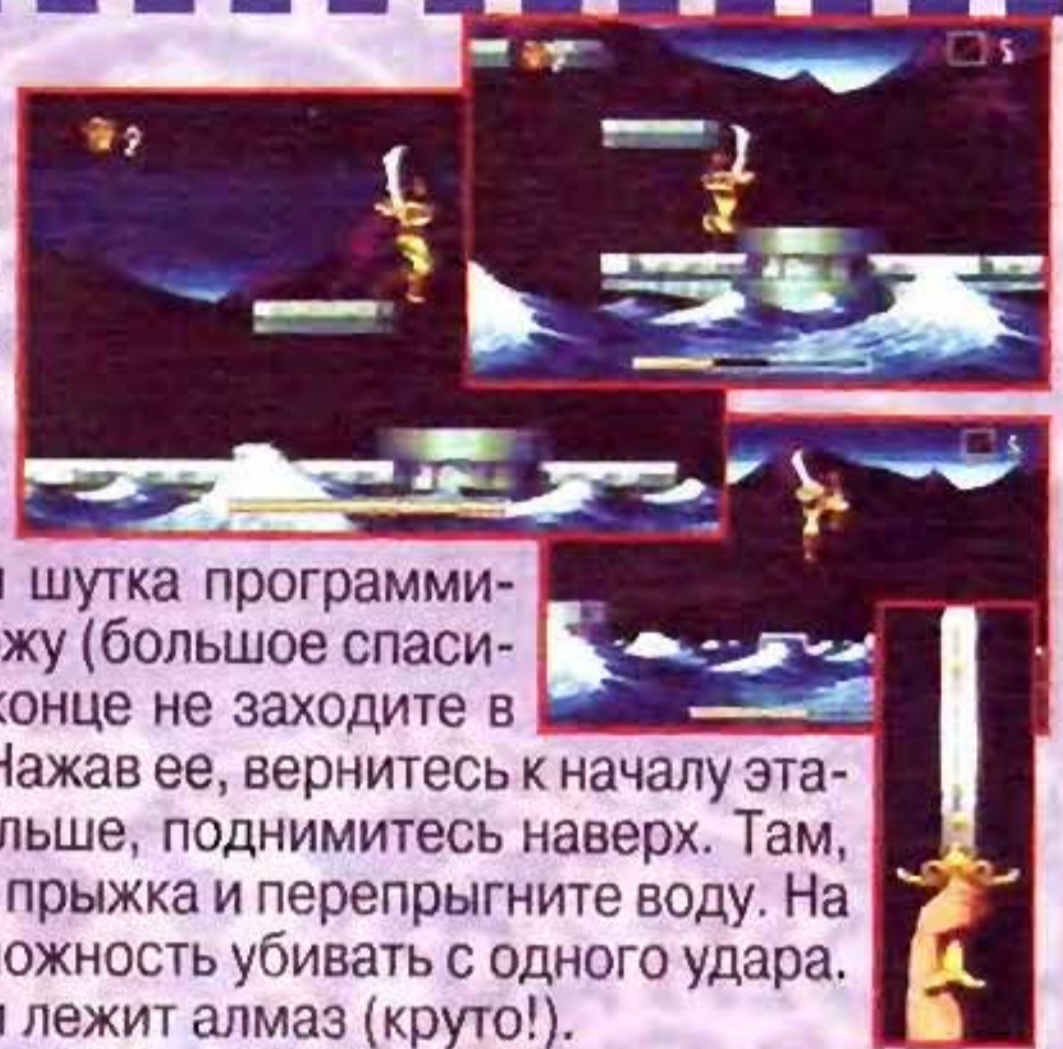 2
S
S
шутка программи-
жу (большое спаси-
конце не заходите в
Нажав ее, вернитесь к началу эта-
льше, поднимитесь наверх. Там,
прыжка и перепрыгните воду. На
ожность убивать с одного удара.
лежит алмаз (круто!).